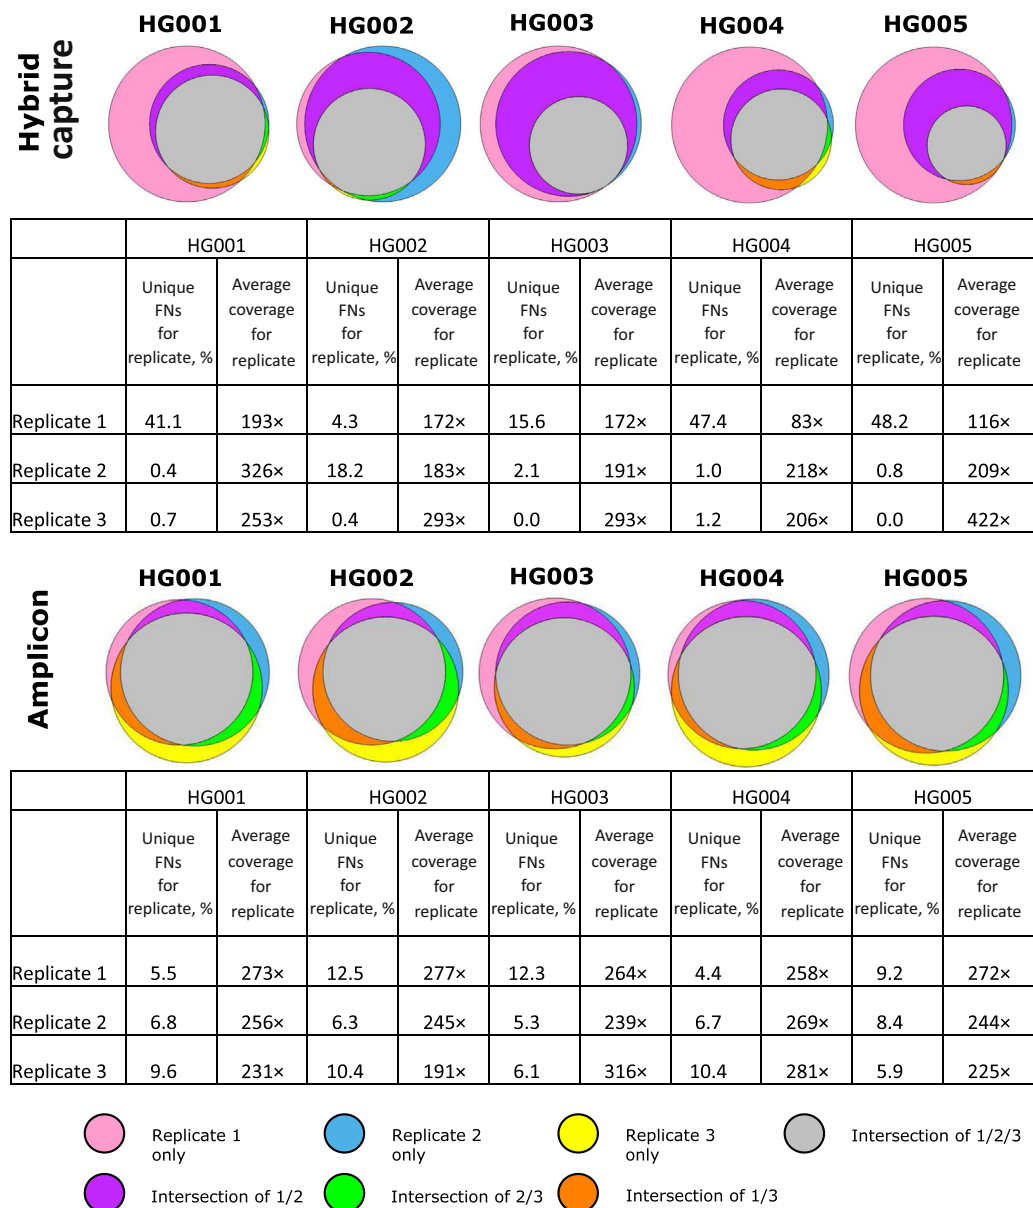 HG001 HG002 HG003 HG004 HG005
Hybrid
capture
HG001 HG002 HG003 HG004 HG005
Unique Average Unique Average Unique Average Unique Average Unique Average
FNs coverage FNs coverage FNs coverage FNs coverage FNs coverage
for for for for for for for for for for
replicate, % replicate replicate, % replicate replicate, % replicate replicate, % replicate replicate, % replicate
Replicate 1 41.1 193× 4.3 172× 15.6 172× 47.4 83× 48.2 116×
Replicate 2 0.4 326× 18.2 183× 2.1 191× 1.0 218× 0.8 209×
Replicate 3 0.7 253× 0.4 293× 0.0 293× 1.2 206× 0.0 422×
HG001 HG002 HG003 HG004 HG005
Amplicon
HG001 HG002 HG003 HG004 HG005
Unique Average Unique Average Unique Average Unique Average Unique Average
FNs coverage FNs coverage FNs coverage FNs coverage FNs coverage
for for for for for for for for for for
replicate, % replicate replicate, % replicate replicate, % replicate replicate, % replicate replicate, % replicate
Replicate 1 5.5 273× 12.5 277× 12.3 264× 4.4 258× 9.2 272×
Replicate 2 6.8 256× 6.3 245× 5.3 239× 6.7 269× 8.4 244×
Replicate 3 9.6 231× 10.4 191× 6.1 316× 10.4 281× 5.9 225×
Replicate 1 Replicate 2 Replicate 3 Intersection of 1/2/3
only only only
Intersection of 1/2 Intersection of 2/3 Intersection of 1/3